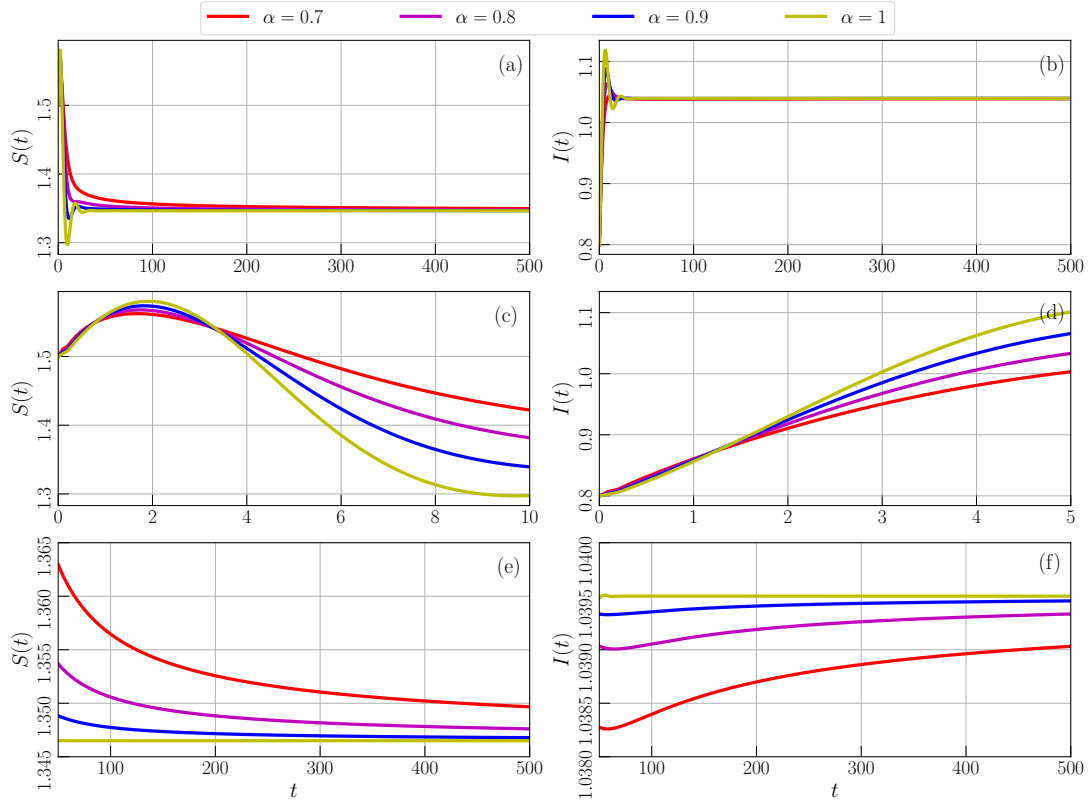 α = 0.7 α = 0.8 α = 0.9 α = 1
(a)
S(t)
1.3 1.4 1.5
0 100 200 300 400 500
(b)
I(t)
0.8 0.9 1.0 1.1
0 100 200 300 400 500
(c)
S(t)
1.3 1.4 1.5
0 2 4 6 8 10
(d)
I(t)
0.8 0.9 1.0 1.1
0 1 2 3 4 5
(e)
S(t)
1.345 1.350 1.355 1.360 1.365
100 200 300 400 500
t
(f)
I(t)
1.0380 1.0385 1.0390 1.0395 1.0400
100 200 300 400 500
t